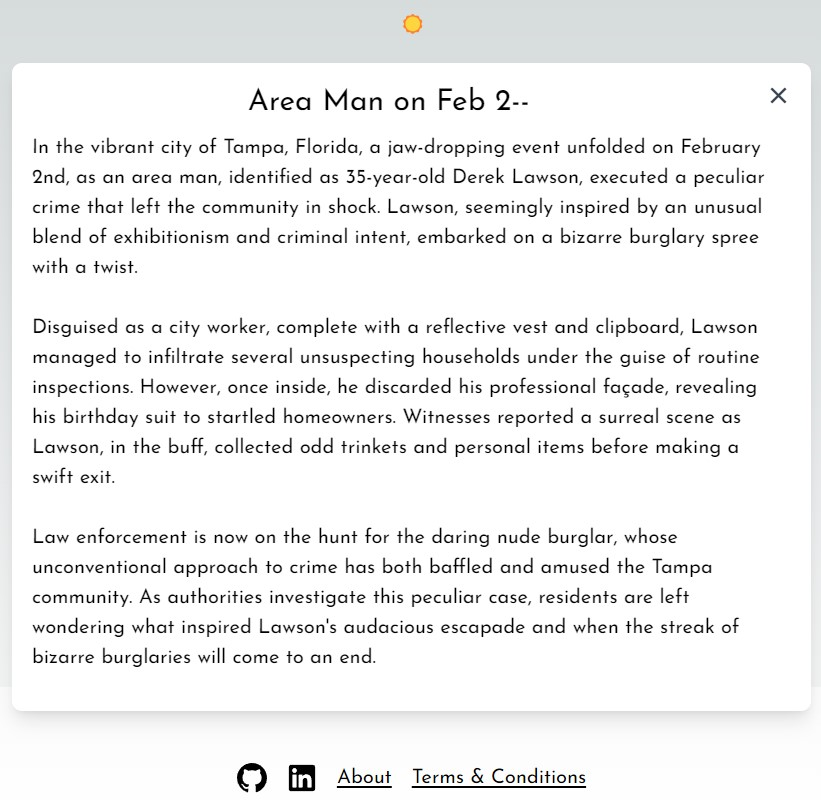 Area Man on Feb 2--
In the vibrant city of Tampa, Florida, a jaw-dropping event unfolded on February
2nd, as an area man, identified as 35-year-old Derek Lawson, executed a peculiar
crime that left the community in shock. Lawson, seemingly inspired by an unusual
blend of exhibitionism and criminal intent, embarked on a bizarre burglary spree
with a twist.
Disguised as a city worker, complete with a reflective vest and clipboard, Lawson
managed to infiltrate several unsuspecting households under the guise of routine
inspections. However, once inside, he discarded his professional façade, revealing
his birthday suit to startled homeowners. Witnesses reported a surreal scene as
Lawson, in the buff, collected odd trinkets and personal items before making a
swift exit.
Law enforcement is now on the hunt for the daring nude burglar, whose
unconventional approach to crime has both baffled and amused the Tampa
community. As authorities investigate this peculiar case, residents are left
wondering what inspired Lawson's audacious escapade and when the streak of
bizarre burglaries will come to an end.
About Terms & Conditions